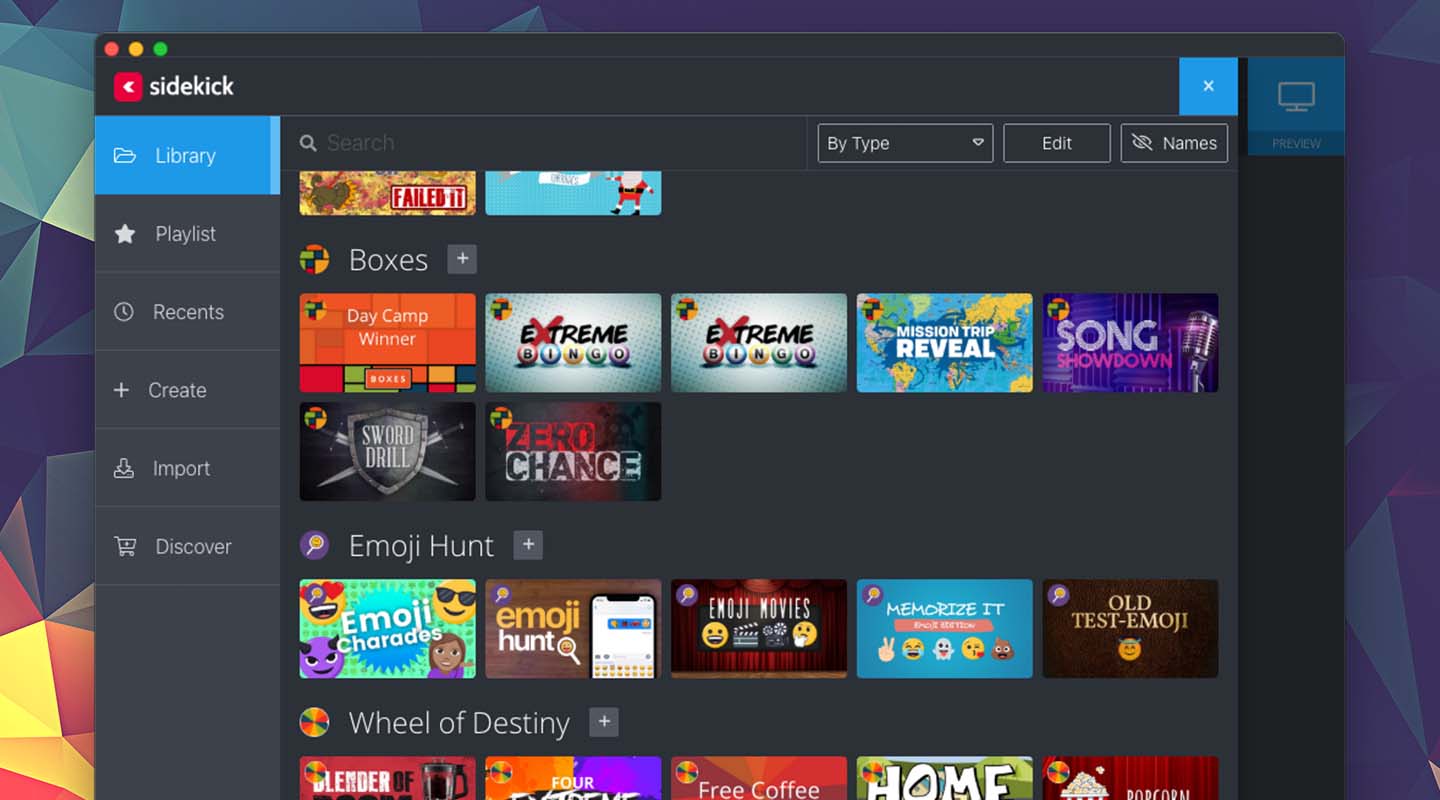 sidekick
×
PREVIEW
Library
Search
By Type
Edit
Names
Playlist
Recents
Create
Import
Discover
FAILED IT
Boxes +
Day Camp
Winner
BOXES
EXTREME
BINGO
EXTREME
BINGO
MISSION TRIP
REVEAL
SONG
SHOWDOWN
SWORD
DRILL
ZERO
CHANCE
Emoji Hunt +
Emoji
Charades
emoji
hunt
EMOJI MOVIES
MEMORIZE IT
EMOJI EDITION
OLD
TEST-EMOJI
Wheel of Destiny +
BLENDER OF
DOOM
FOUR
EXTREME
Free Coffee
HOME
POPCORN